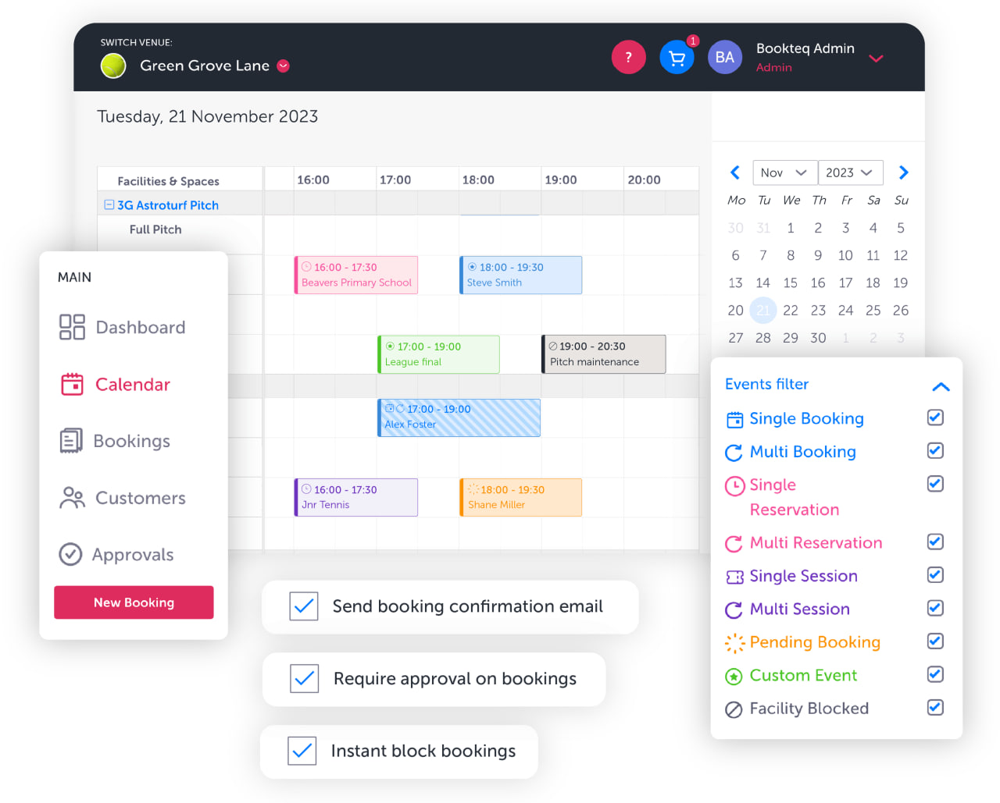 SWITCH VENUE:
Green Grove Lane
?
1
BA
Bookteq Admin
Admin
Tuesday, 21 November 2023
Facilities & Spaces
16:00
17:00
18:00
19:00
20:00
3G Astroturf Pitch
Full Pitch
16:00 - 17:30
Beavers Primary School
18:00 - 19:30
Steve Smith
17:00 - 19:00
League final
19:00 - 20:30
Pitch maintenance
17:00 - 19:00
Alex Foster
16:00 - 17:30
Jnr Tennis
18:00 - 19:30
Shane Miller
MAIN
Dashboard
Calendar
Bookings
Customers
Approvals
New Booking
Nov 2023
Mo Tu We Th Fr Sa Su
30 31 1 2 3 4 5
6 7 8 9 10 11 12
13 14 15 16 17 18 19
20 21 22 23 24 25 26
27 28 29 30 1 2 3
Events filter
Single Booking
Multi Booking
Single
Reservation
Multi Reservation
Single Session
Multi Session
Pending Booking
Custom Event
Facility Blocked
Send booking confirmation email
Require approval on bookings
Instant block bookings